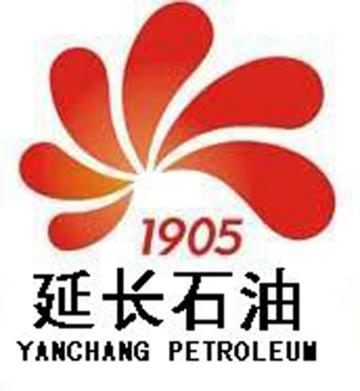 1905
延长石油
YANCHANG PETROLEUM